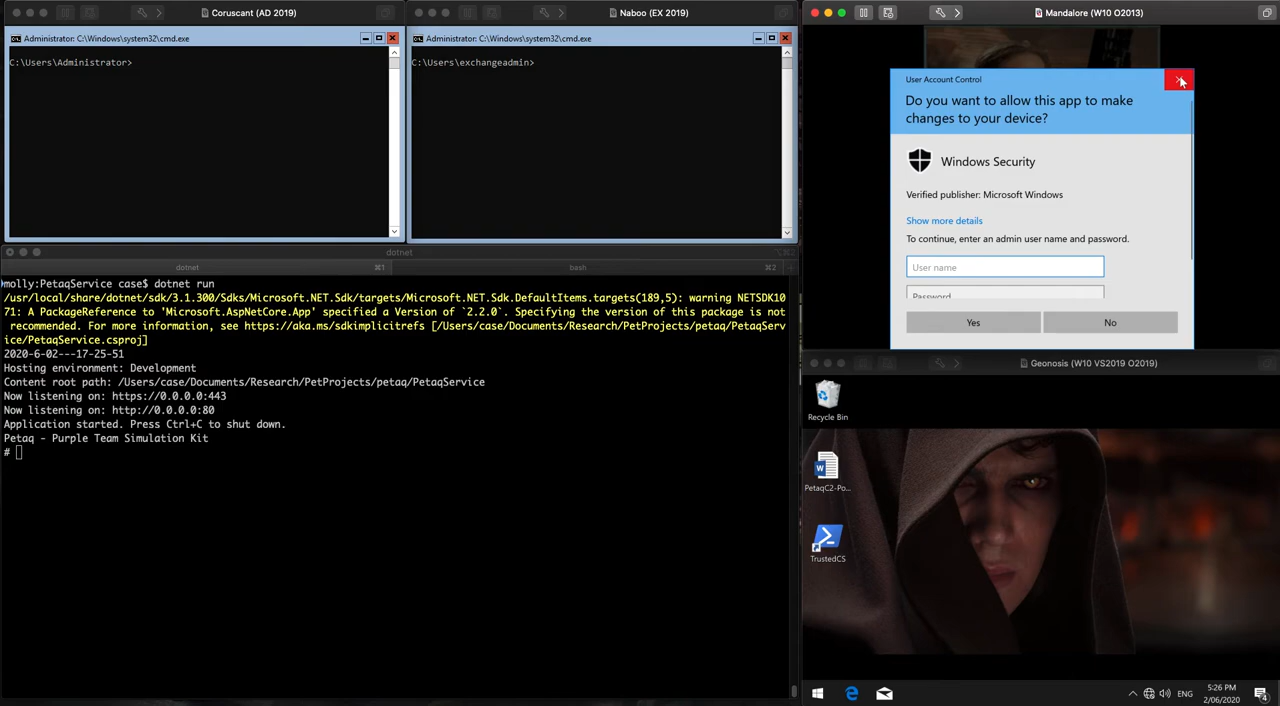 Coruscant (AD 2019)
Administrator: C:\Windows\system32\cmd.exe
C:\Users\Administrator>
Naboo (EX 2019)
Administrator: C:\Windows\system32\cmd.exe
C:\Users\exchangeadmin>
Mandalore (W10 O2013)
User Account Control
Do you want to allow this app to make
changes to your device?
Windows Security
Verified publisher: Microsoft Windows
Show more details
To continue, enter an admin user name and password.
User name
Password
Yes
No
dotnet
dotnet ⌘1
bash ⌘2
molly:PetaqService case$ dotnet run
/usr/local/share/dotnet/sdk/3.1.300/Sdks/Microsoft.NET.Sdk/targets/Microsoft.NET.Sdk.DefaultItems.targets(189,5): warning NETSDK10
71: A PackageReference to 'Microsoft.AspNetCore.App' specified a Version of `2.2.0`. Specifying the version of this package is not
recommended. For more information, see https://aka.ms/sdkimplicitrefs [/Users/case/Documents/Research/PetProjects/petaq/PetaqServ
ice/PetaqService.csproj]
2020-6-02---17-25-51
Hosting environment: Development
Content root path: /Users/case/Documents/Research/PetProjects/petaq/PetaqService
Now listening on: https://0.0.0.0:443
Now listening on: http://0.0.0.0:80
Application started. Press Ctrl+C to shut down.
Petaq - Purple Team Simulation Kit
#
Geonosis (W10 VS2019 O2019)
Recycle Bin
PetaqC2-Po...
TrustedCS
ENG
5:26 PM
2/06/2020
4